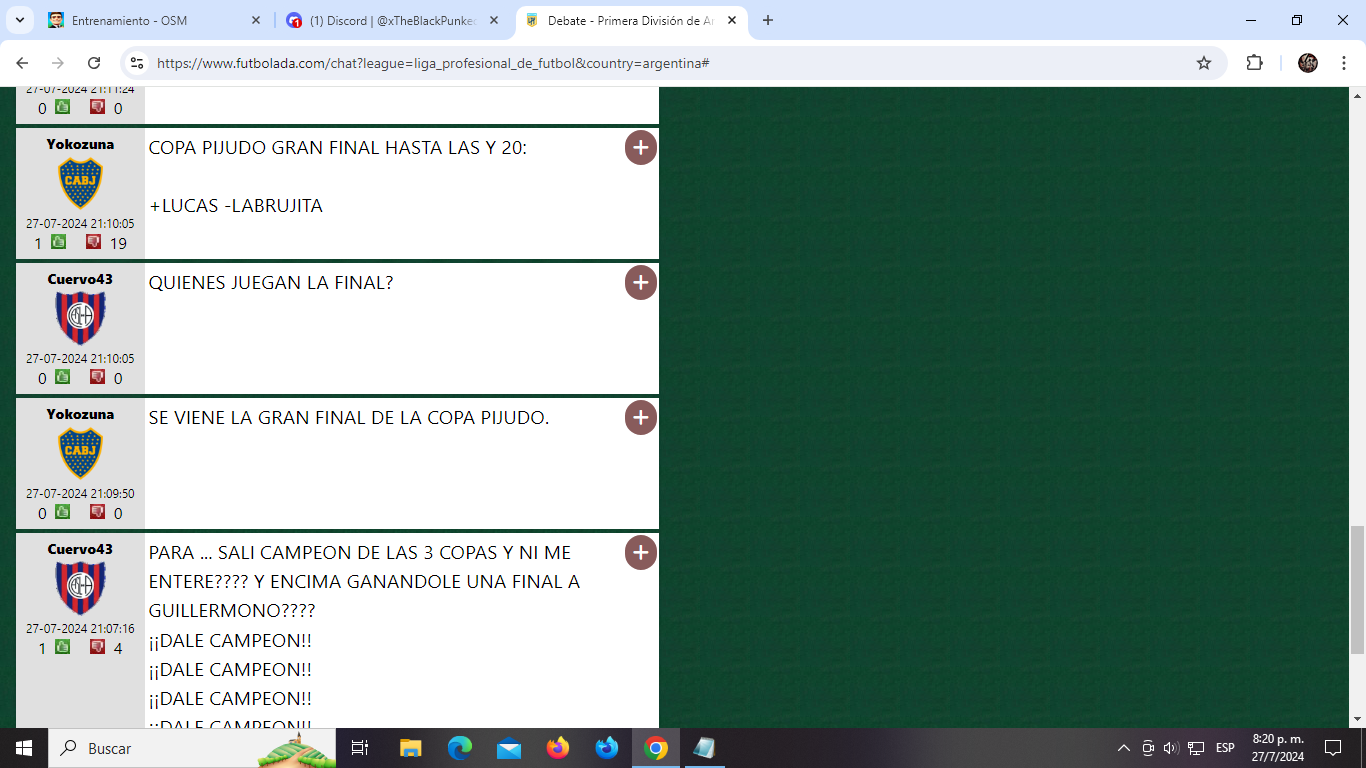 Entrenamiento - OSM
(1) Discord | @xTheBlackPunked
Debate - Primera División de Ar
https://www.futbolada.com/chat?league=liga_profesional_de_futbol&country=argentina#
27-07-2024 21:11:24
0 0
Yokozuna
COPA PIJUDO GRAN FINAL HASTA LAS Y 20:
CABJ
+LUCAS -LABRUJITA
27-07-2024 21:10:05
1 19
Cuervo43
QUIENES JUEGAN LA FINAL?
27-07-2024 21:10:05
0 0
Yokozuna
SE VIENE LA GRAN FINAL DE LA COPA PIJUDO.
CABJ
27-07-2024 21:09:50
0 0
Cuervo43
PARA ... SALI CAMPEON DE LAS 3 COPAS Y NI ME
ENTERE???? Y ENCIMA GANANDOLE UNA FINAL A
GUILLERMONO????
27-07-2024 21:07:16
1 4
¡¡DALE CAMPEON!!
¡¡DALE CAMPEON!!
¡¡DALE CAMPEON!!
¡¡DALE CAMPEON!!
Buscar
ESP
8:20 p. m.
27/7/2024